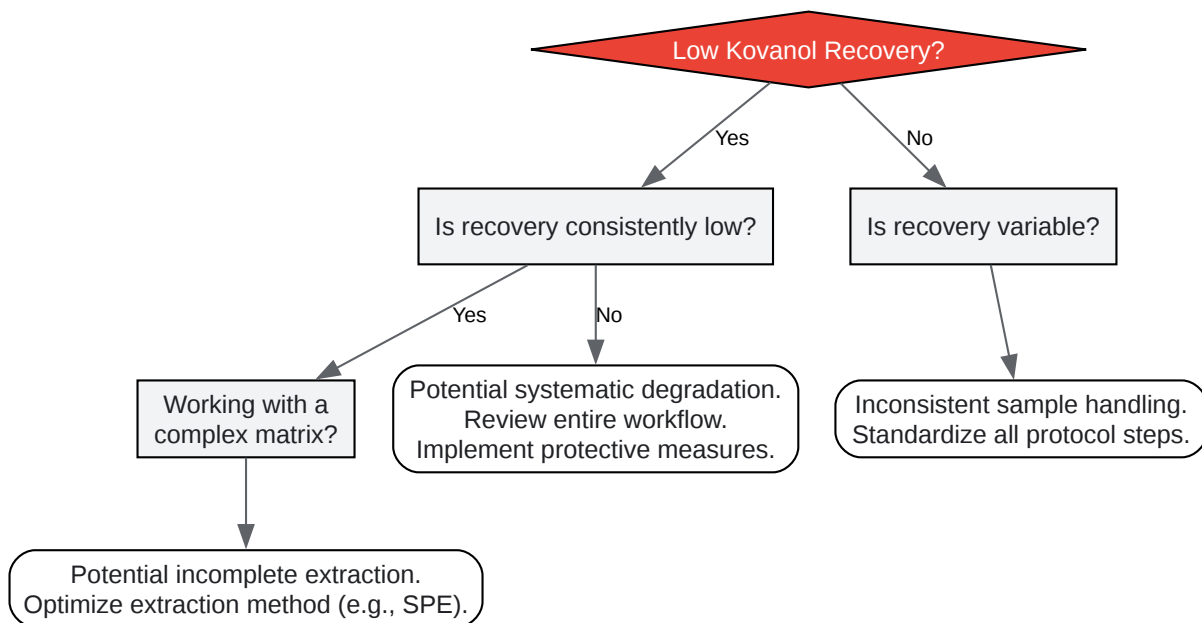 Low Kovanol Recovery?
Yes
No
Is recovery consistently low?
Is recovery variable?
Yes
No
Working with a
complex matrix?
Potential systematic degradation.
Review entire workflow.
Implement protective measures.
Inconsistent sample handling.
Standardize all protocol steps.
Potential incomplete extraction.
Optimize extraction method (e.g., SPE).